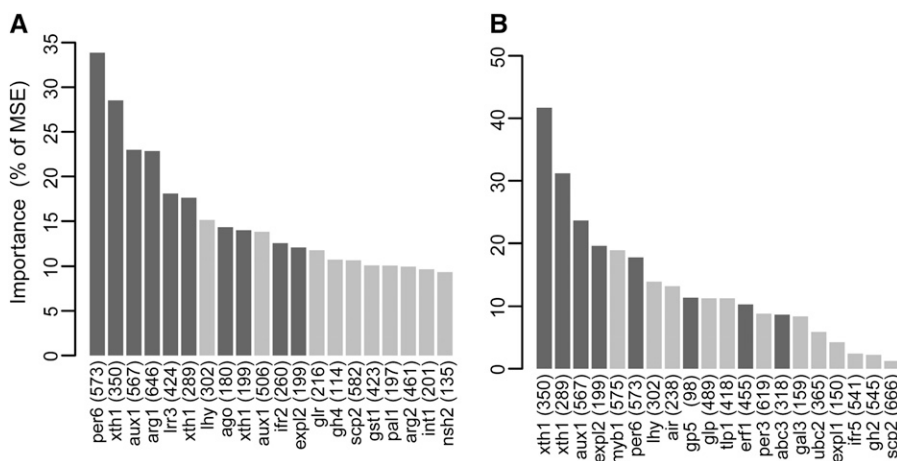 A
Importance (% of MSE)
35
30
25
20
15
10
5
0
per6 (573)
xth1 (350)
aux1 (567)
arg1 (646)
lrr3 (424)
xth1 (289)
lhy (302)
ago (180)
xth1 (199)
aux1 (506)
ifr2 (260)
expl2 (199)
glr (216)
gh4 (114)
scp2 (582)
gst1 (423)
pal1 (197)
arg2 (461)
int1 (201)
nsh2 (135)
B
50
40
30
20
10
0
xth1 (350)
xth1 (289)
aux1 (567)
expl2 (199)
myb1 (575)
per6 (573)
lhy (302)
air (238)
gp5 (98)
glp (489)
tlp1 (418)
erf1 (455)
per3 (619)
abc3 (318)
gal3 (159)
ubc2 (365)
expl1 (150)
ifr5 (541)
gh2 (545)
scp2 (666)